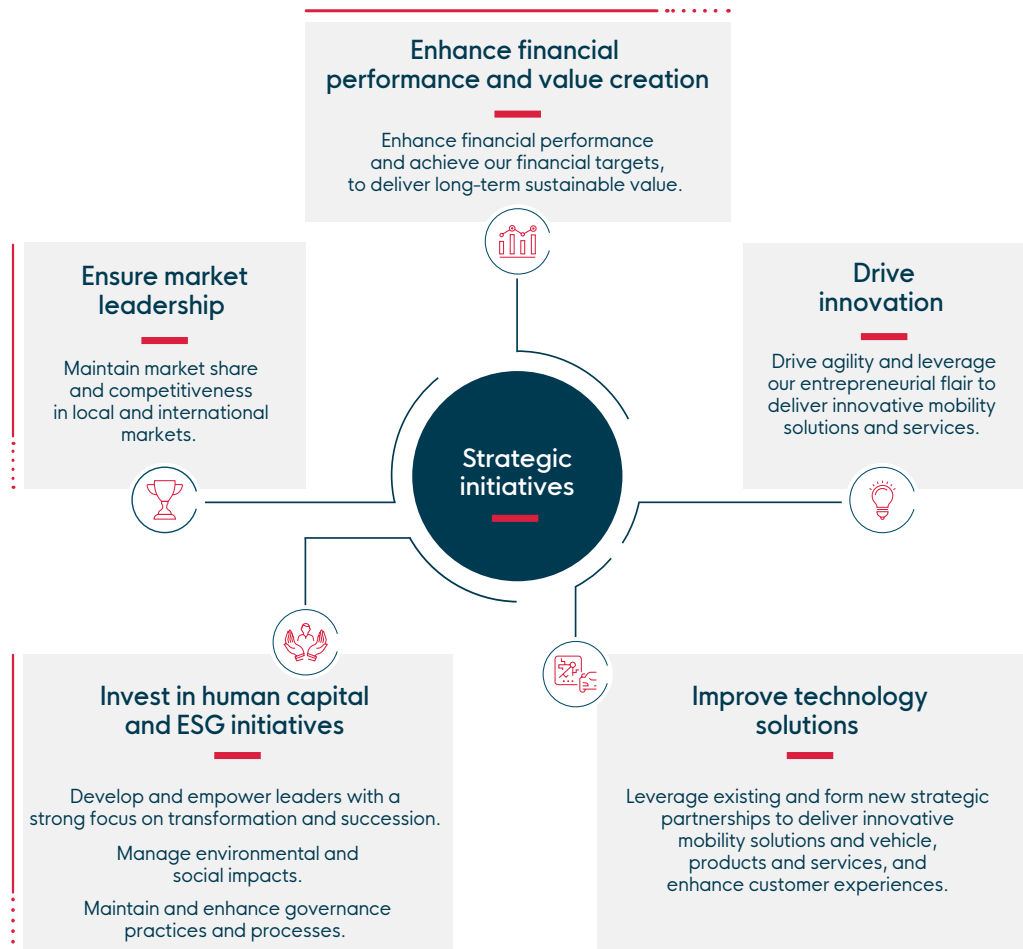 Enhance financial
performance and value creation
Enhance financial performance
and achieve our financial targets,
to deliver long-term sustainable value.
Ensure market
leadership
Maintain market share
and competitiveness
in local and international
markets.
Drive
innovation
Drive agility and leverage
our entrepreneurial flair to
deliver innovative mobility
solutions and services.
Strategic
initiatives
Invest in human capital
and ESG initiatives
Develop and empower leaders with a
strong focus on transformation and succession.
Manage environmental and
social impacts.
Maintain and enhance governance
practices and processes.
Improve technology
solutions
Leverage existing and form new strategic
partnerships to deliver innovative
mobility solutions and vehicle,
products and services, and
enhance customer experiences.